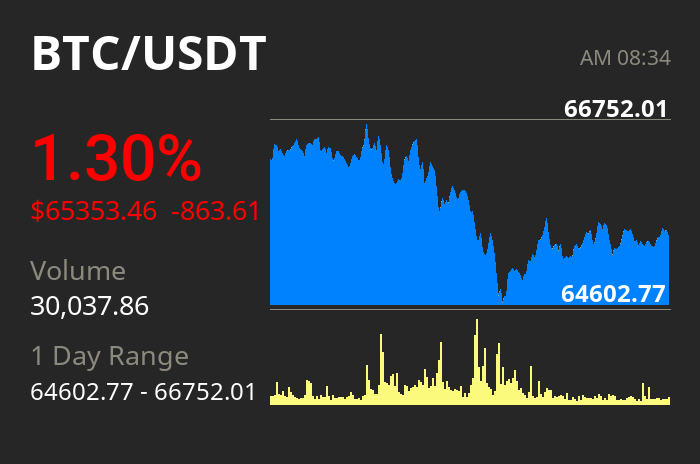 BTC/USDT
AM 08:34
66752.01
1.30%
$65353.46 -863.61
Volume
30,037.86
64602.77
1 Day Range
64602.77 - 66752.01